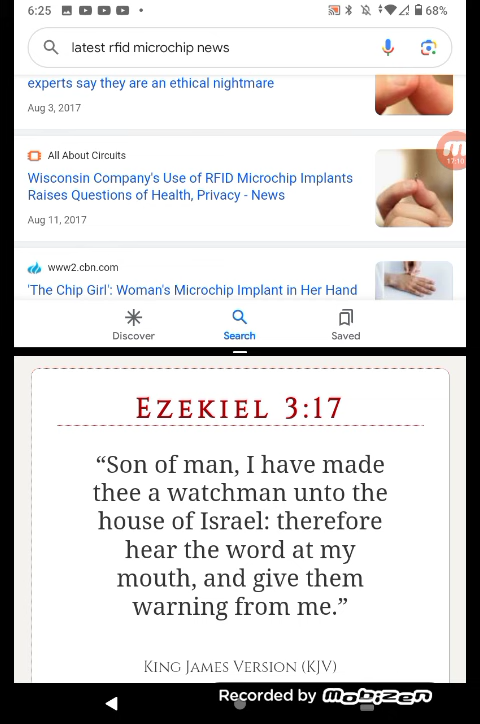 6:25
68%
latest rfid microchip news
experts say they are an ethical nightmare
Aug 3, 2017
17:10
All About Circuits
Wisconsin Company's Use of RFID Microchip Implants
Raises Questions of Health, Privacy - News
Aug 11, 2017
www2.cbn.com
'The Chip Girl': Woman's Microchip Implant in Her Hand
Discover
Search
Saved
EZEKIEL 3:17
“Son of man, I have made
thee a watchman unto the
house of Israel: therefore
hear the word at my
mouth, and give them
warning from me.”
KING JAMES VERSION (KJV)
Recorded by Mobizen